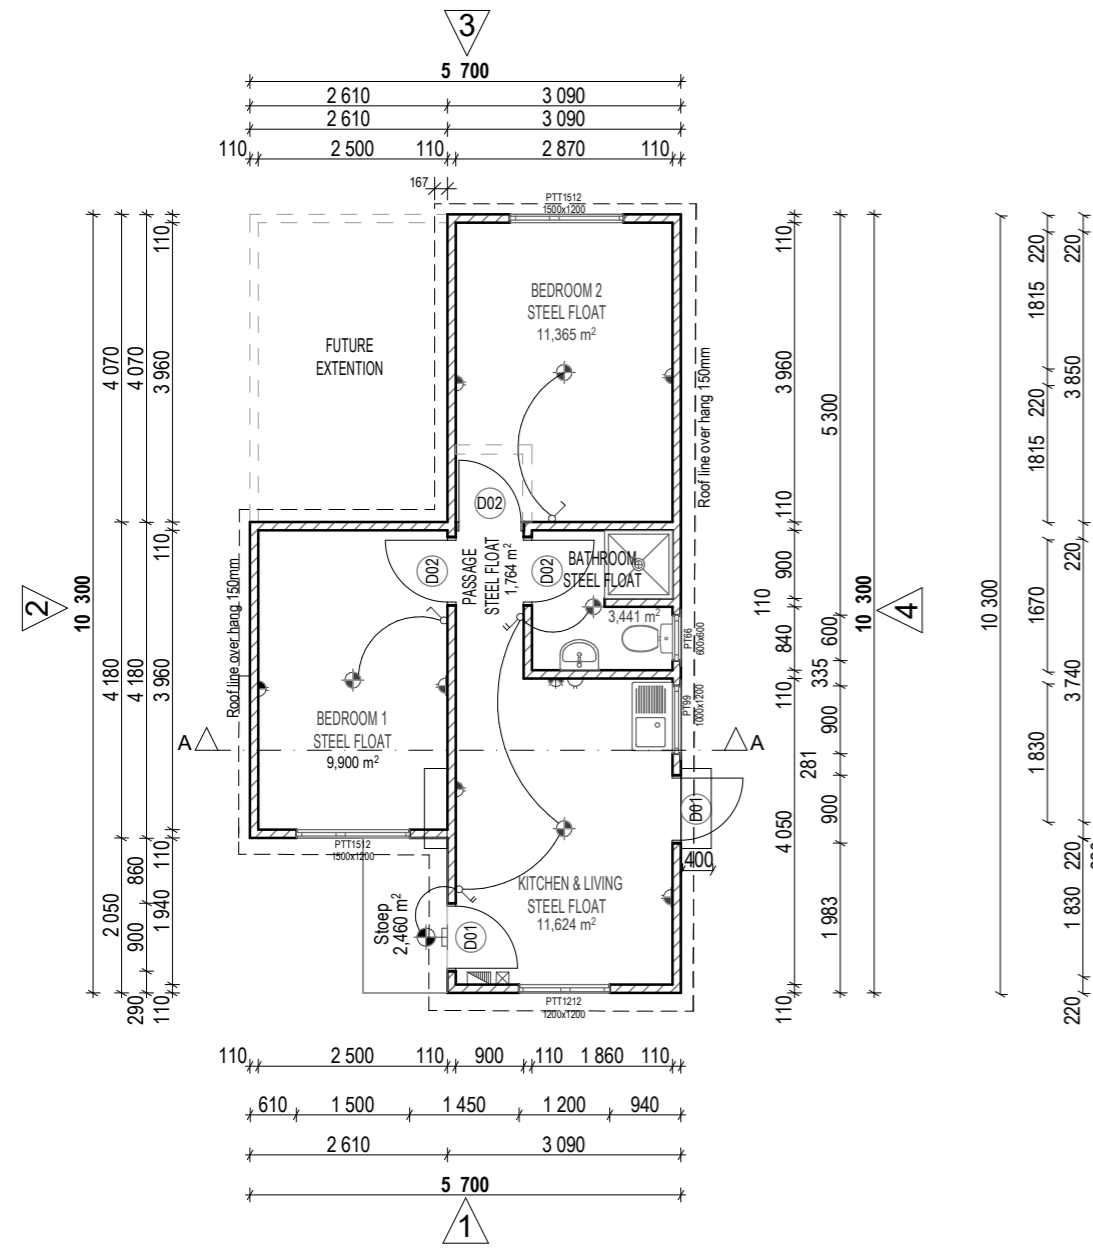 3
5 700
2 610 3 090
2 610 3 090
110 2 500 110 2 870 110
167
PTT1512
1500x1200
BEDROOM 2
STEEL FLOAT
11,365 m²
FUTURE
EXTENTION
Roof line over hang 150mm
D02
D02
D02
PASSAGE
STEEL FLOAT
1,764 m²
BATHROOM
STEEL FLOAT
3,441 m²
PT66
600x600
PT99
1000x1200
Roof line over hang 150mm
BEDROOM 1
STEEL FLOAT
9,900 m²
A
A
PTT1512
1500x1200
D01
400
KITCHEN & LIVING
STEEL FLOAT
11,624 m²
Stoep
2,460 m²
D01
PTT1212
1200x1200
2
10 300
4 070
4 180
2 050
4 070
4 180
860
900
290
110
3 960
110
3 960
110
1 940
110
110
3 960
110
900
110
840
110
4 050
110
5 300
600
335
900
281
900
1 983
10 300
4
10 300
220
1815
220
1815
1670
1 830
220
3 850
220
3 740
220
1 830
220
110 2 500 110 900 110 1 860 110
610 1 500 1 450 1 200 940
2 610 3 090
5 700
1